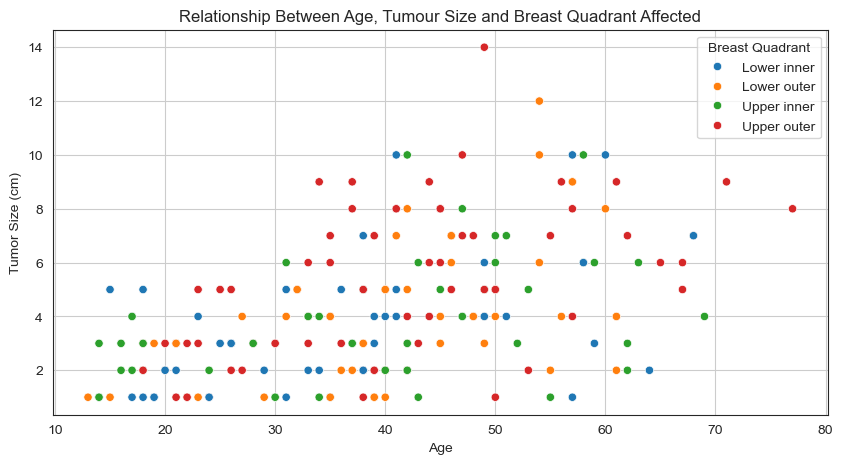 Relationship Between Age, Tumour Size and Breast Quadrant Affected
Breast Quadrant
Lower inner
Lower outer
Upper inner
Upper outer
Tumor Size (cm)
14
12
10
8
6
4
2
10 20 30 40 50 60 70 80
Age